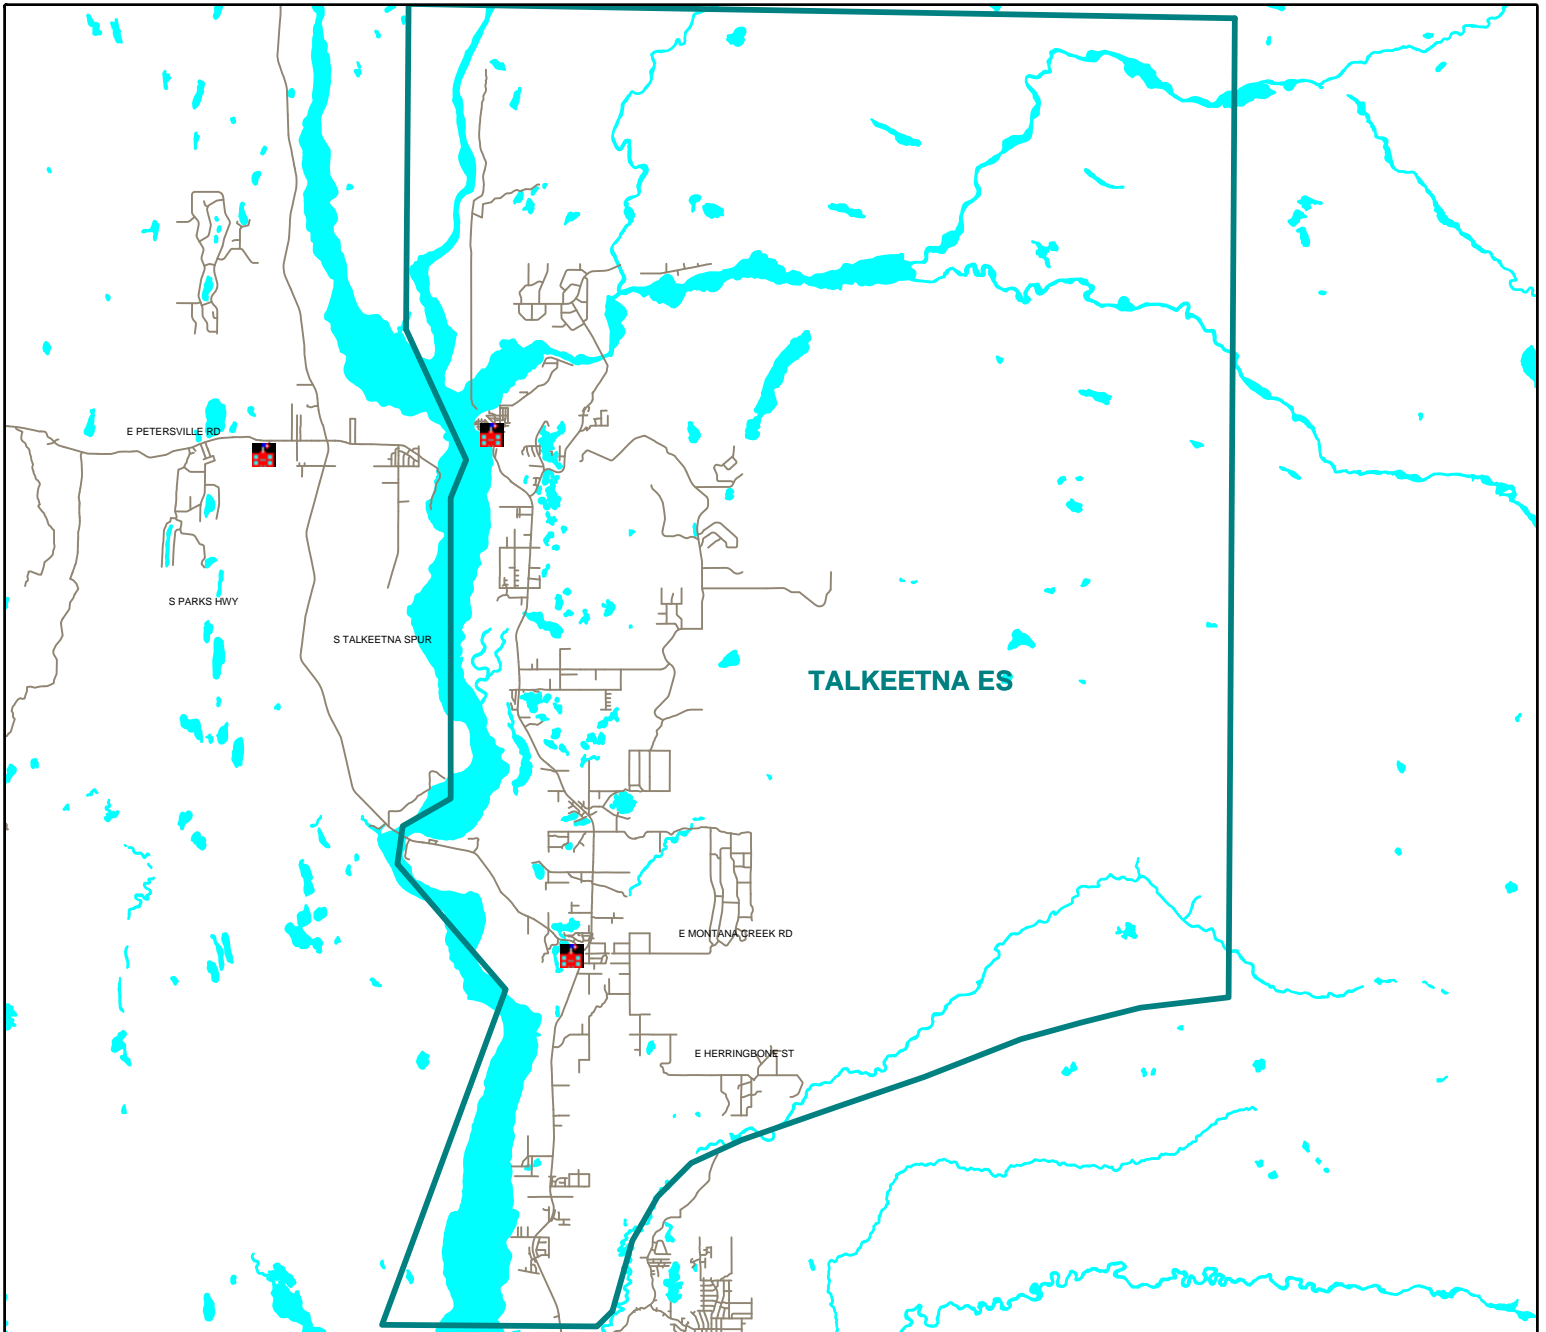 E PETERSVILLE RD
S PARKS HWY
S TALKEETNA SPUR
TALKEETNA ES
E MONTANA CREEK RD
E HERRINGBONE ST